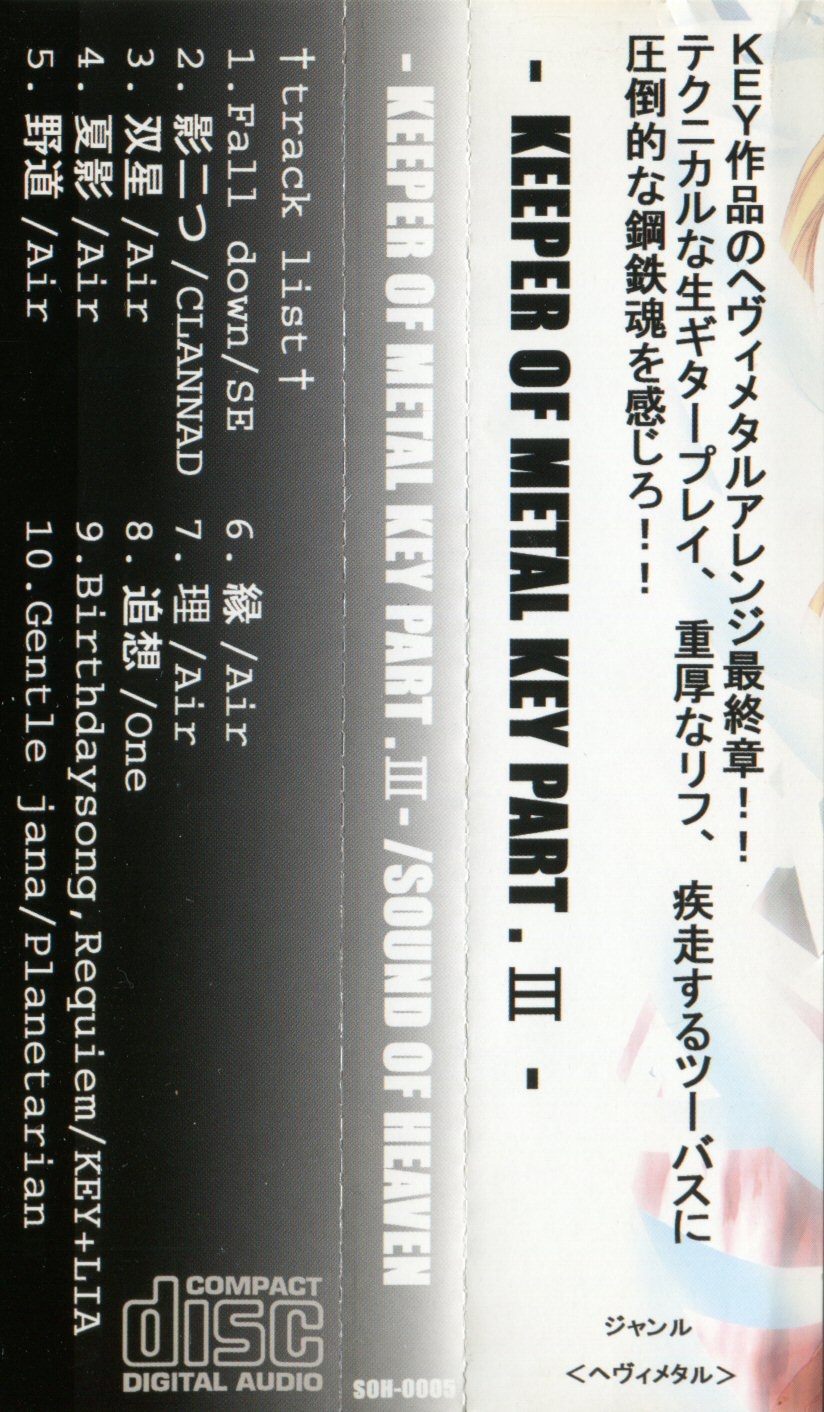 KEY作品のヘヴィメタルアレンジ最終章!!
テクニカルな生ギタープレイ、重厚なリフ、疾走するツーバスに
圧倒的な鋼鉄魂を感じろ!!
- KEEPER OF METAL KEY PART.Ⅲ -
ジャンル
<ヘヴィメタル>
- KEEPER OF METAL KEY PART.Ⅲ- /SOUND OF HEAVEN
SOH-0005
†track list†
1.Fall down/SE
2.影二つ/CLANNAD
3.双星/Air
4.夏影/Air
5.野道/Air
6.縁/Air
7.理/Air
8.追想/One
9.Birthdaysong,Requiem/KEY+LIA
10.Gentle jana/Planetarian
COMPACT
disc
DIGITAL AUDIO